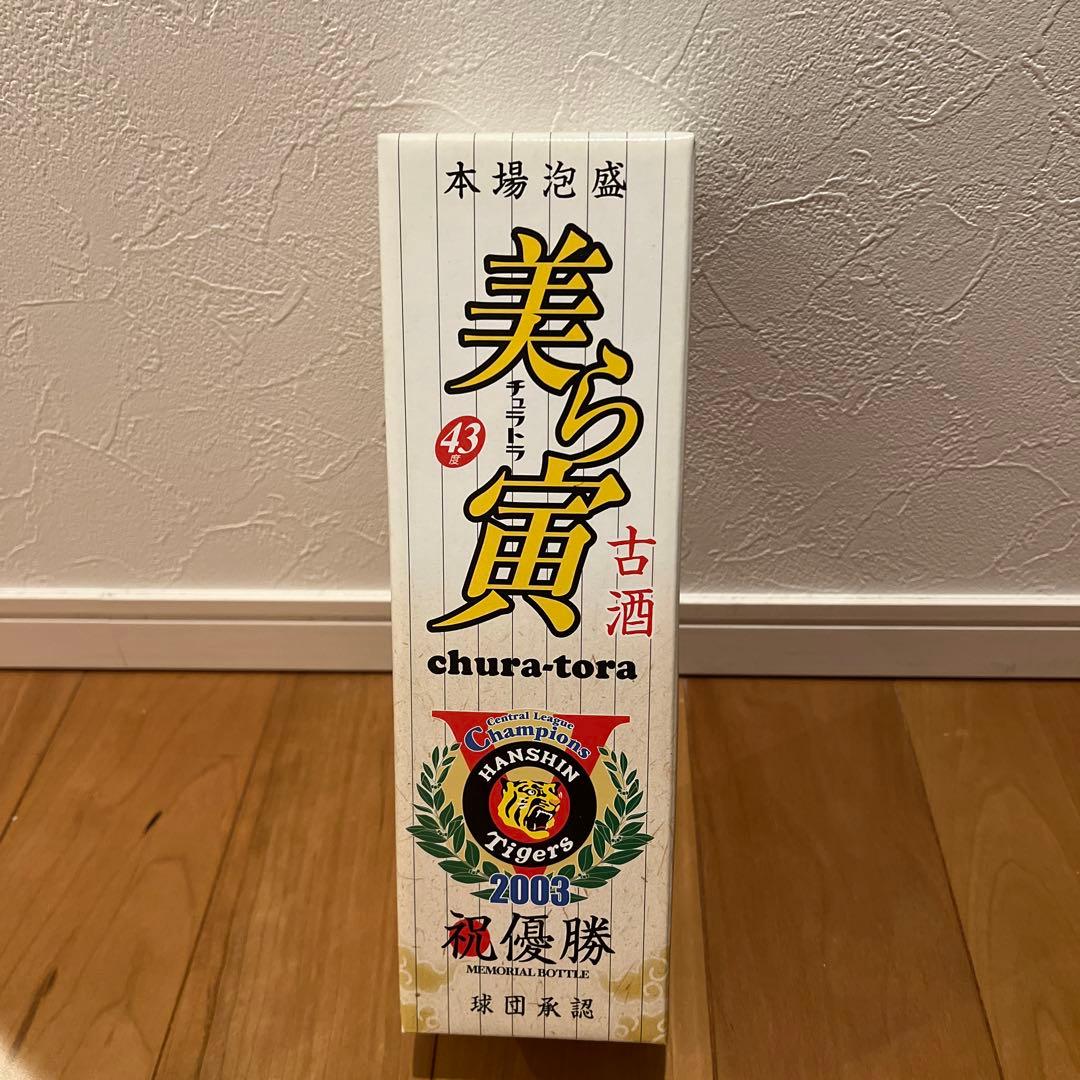 本場泡盛
美ら寅
チュラトラ
43度
古酒
chura-tora
Central League
Champions
HANSHIN
Tigers
2003
祝優勝
MEMORIAL BOTTLE
球団承認